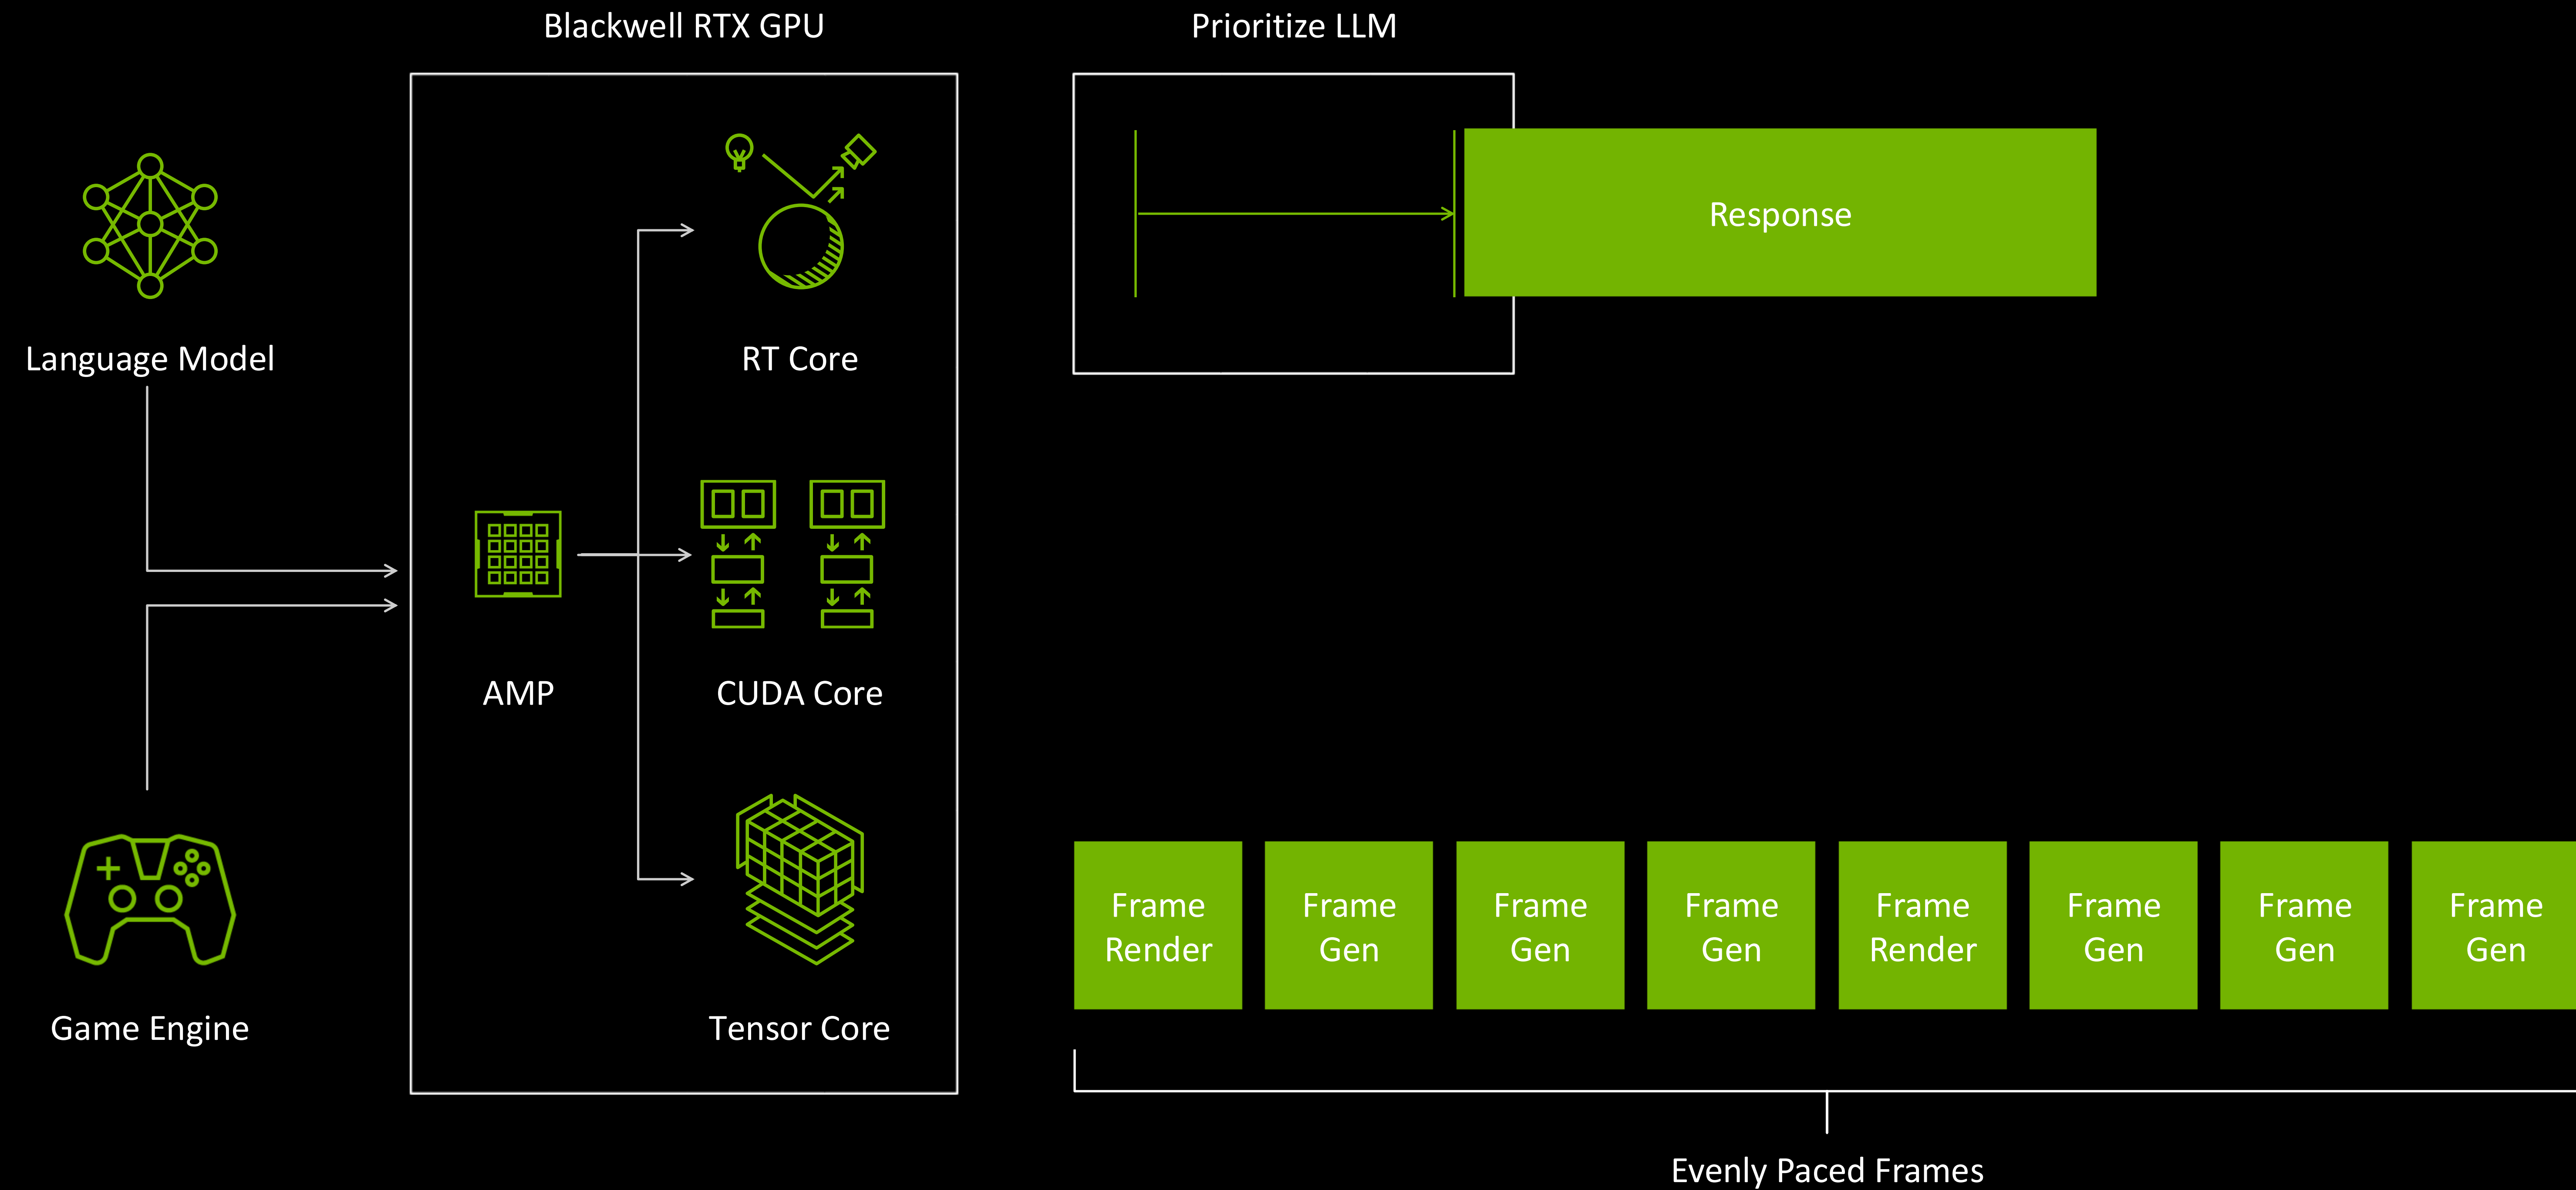 Blackwell RTX GPU
Prioritize LLM
Response
Language Model
RT Core
AMP
CUDA Core
Frame
Render
Frame
Gen
Frame
Gen
Frame
Gen
Frame
Render
Frame
Gen
Frame
Gen
Frame
Gen
Game Engine
Tensor Core
Evenly Paced Frames